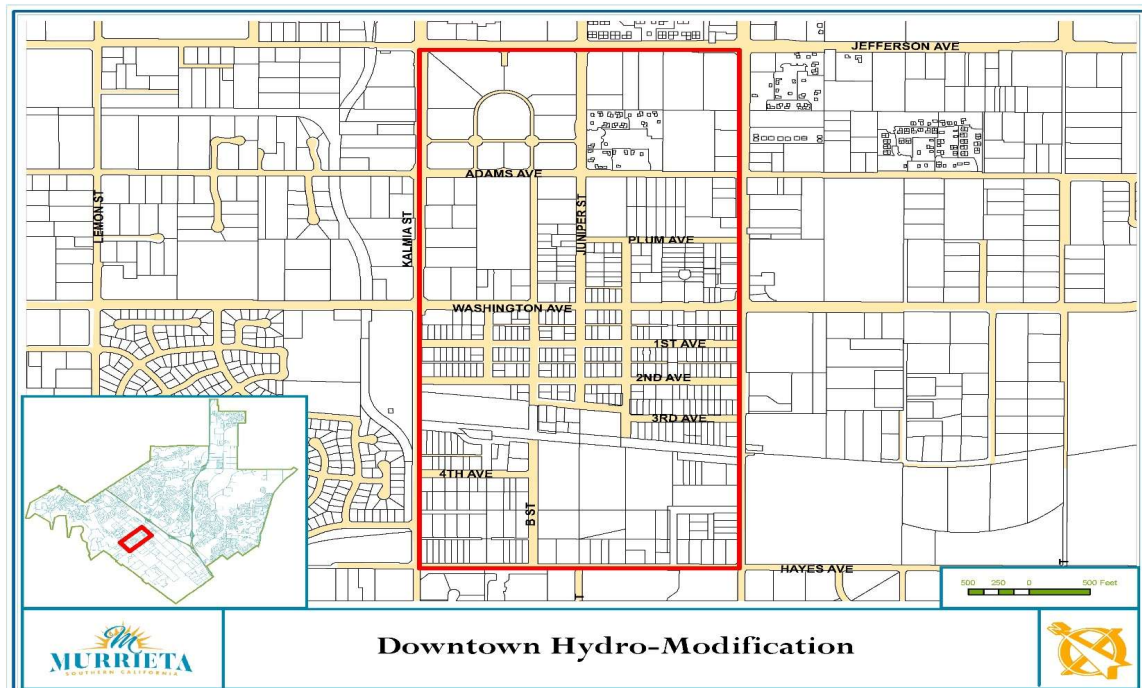 JEFFERSON AVE
ADAMS AVE
LEMON ST
KALMIA ST
JUNIPER ST
PLUM AVE
WASHINGTON AVE
1ST AVE
2ND AVE
3RD AVE
4TH AVE
B ST
HAYES AVE
T
T
500 250 0 500 Feet
MURRIETA
SOUTHERN CALIFORNIA
Downtown Hydro-Modification